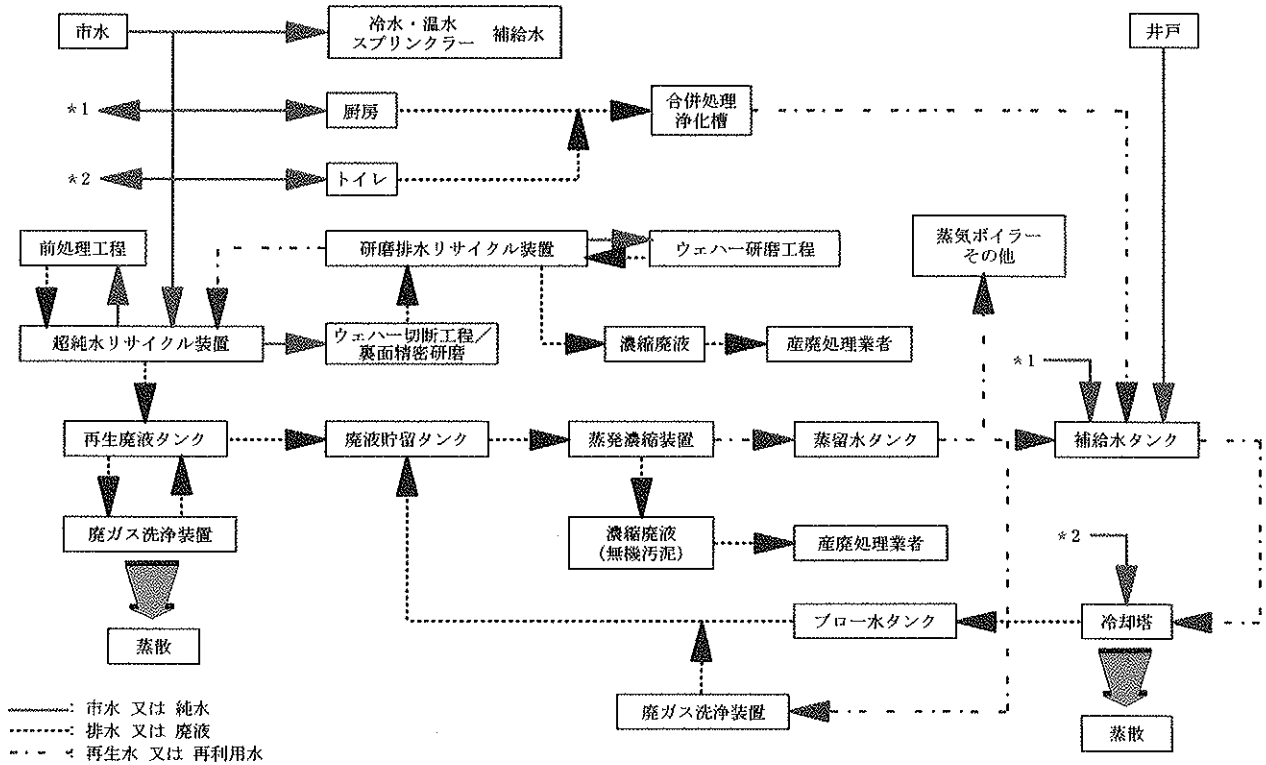 市水
冷水・温水
スプリンクラー 補給水
井戸
*1
厨房
合併処理
浄化槽
*2
トイレ
前処理工程
研磨排水リサイクル装置
ウェハー研磨工程
蒸気ボイラー
その他
超純水リサイクル装置
ウェハー切断工程/
裏面精密研磨
濃縮廃液
産廃処理業者
*1
再生廃液タンク
廃液貯留タンク
蒸発濃縮装置
蒸留水タンク
補給水タンク
廃ガス洗浄装置
濃縮廃液
(無機汚泥)
産廃処理業者
*2
蒸散
ブロー水タンク
冷却塔
廃ガス洗浄装置
蒸散
: 市水 又は 純水
: 排水 又は 廃液
: 再生水 又は 再利用水